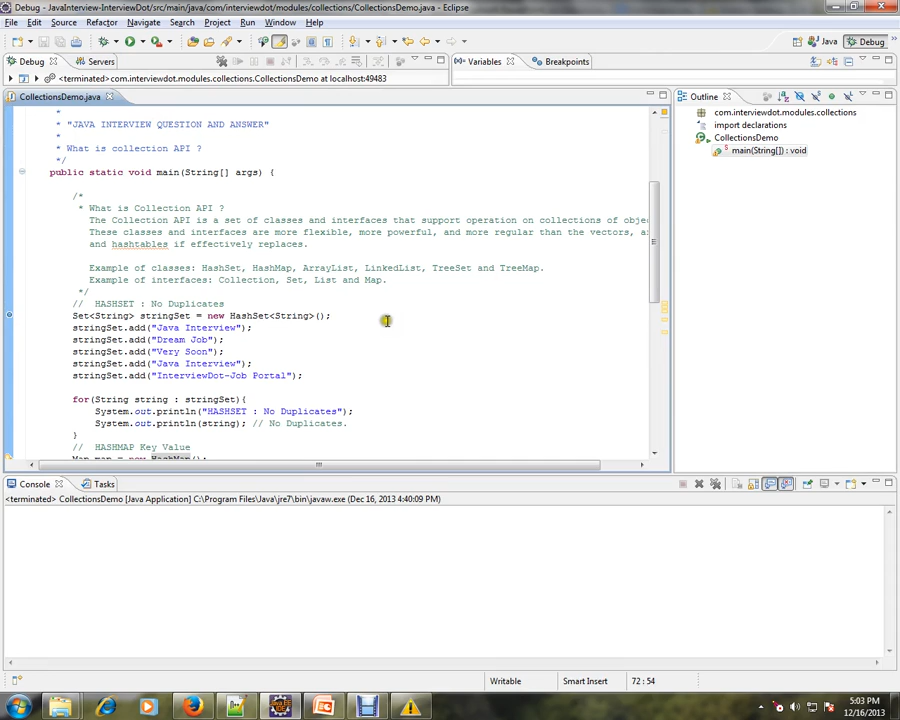 Debug - JavaInterview-InterviewDot/src/main/java/com/interviewdot/modules/collections/CollectionsDemo.java - Eclipse
File Edit Source Refactor Navigate Search Project Run Window Help
Java Debug
Debug Servers
<terminated>com.interviewdot.modules.collections.CollectionsDemo at localhost:49483
Variables Breakpoints
CollectionsDemo.java
*
* "JAVA INTERVIEW QUESTION AND ANSWER"
*
* What is collection API ?
*/
public static void main(String[] args) {
/*
* What is Collection API ?
The Collection API is a set of classes and interfaces that support operation on collections of
These classes and interfaces are more flexible, more powerful, and more regular than the vectors,
and hashtables if effectively replaces.
Example of classes: HashSet, HashMap, ArrayList, LinkedList, TreeSet and TreeMap.
Example of interfaces: Collection, Set, List and Map.
*/
// HASHSET : No Duplicates
Set<String> stringSet = new HashSet<String>();
stringSet.add("Java Interview");
stringSet.add("Dream Job");
stringSet.add("Very Soon");
stringSet.add("Java Interview");
stringSet.add("InterviewDot-Job Portal");
for(String string : stringSet){
System.out.println("HASHSET : No Duplicates");
System.out.println(string); // No Duplicates.
}
// HASHMAP Key Value
Map map = new HashMap();
Outline
com.interviewdot.modules.collections
import declarations
CollectionsDemo
main(String[]) : void
Console Tasks
<terminated> CollectionsDemo [Java Application] C:\Program Files\Java\jre7\bin\javaw.exe (Dec 16, 2013 4:40:09 PM)
Writable Smart Insert 72 : 54
5:03 PM
12/16/2013